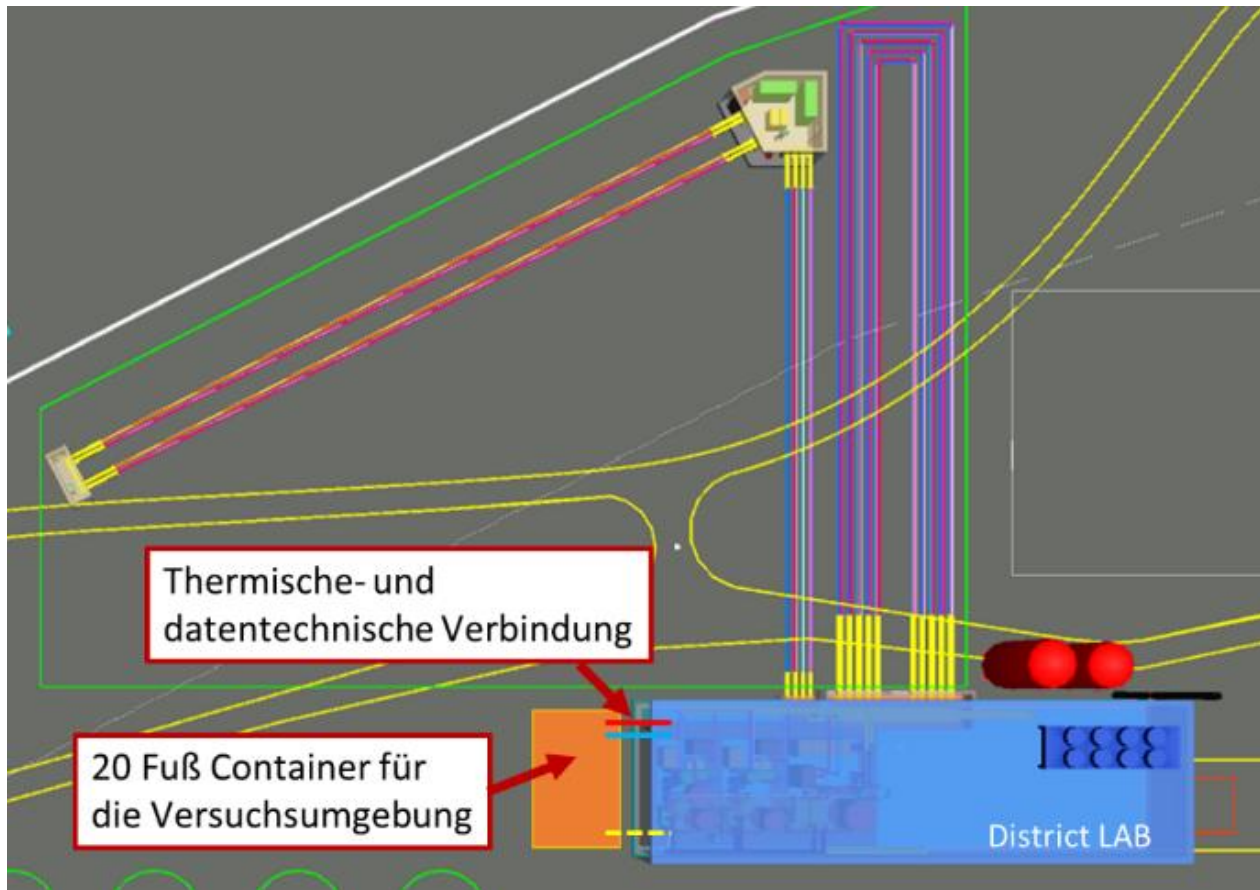 Thermische- und
datentechnische Verbindung
20 Fuß Container für
die Versuchsumgebung
District LAB